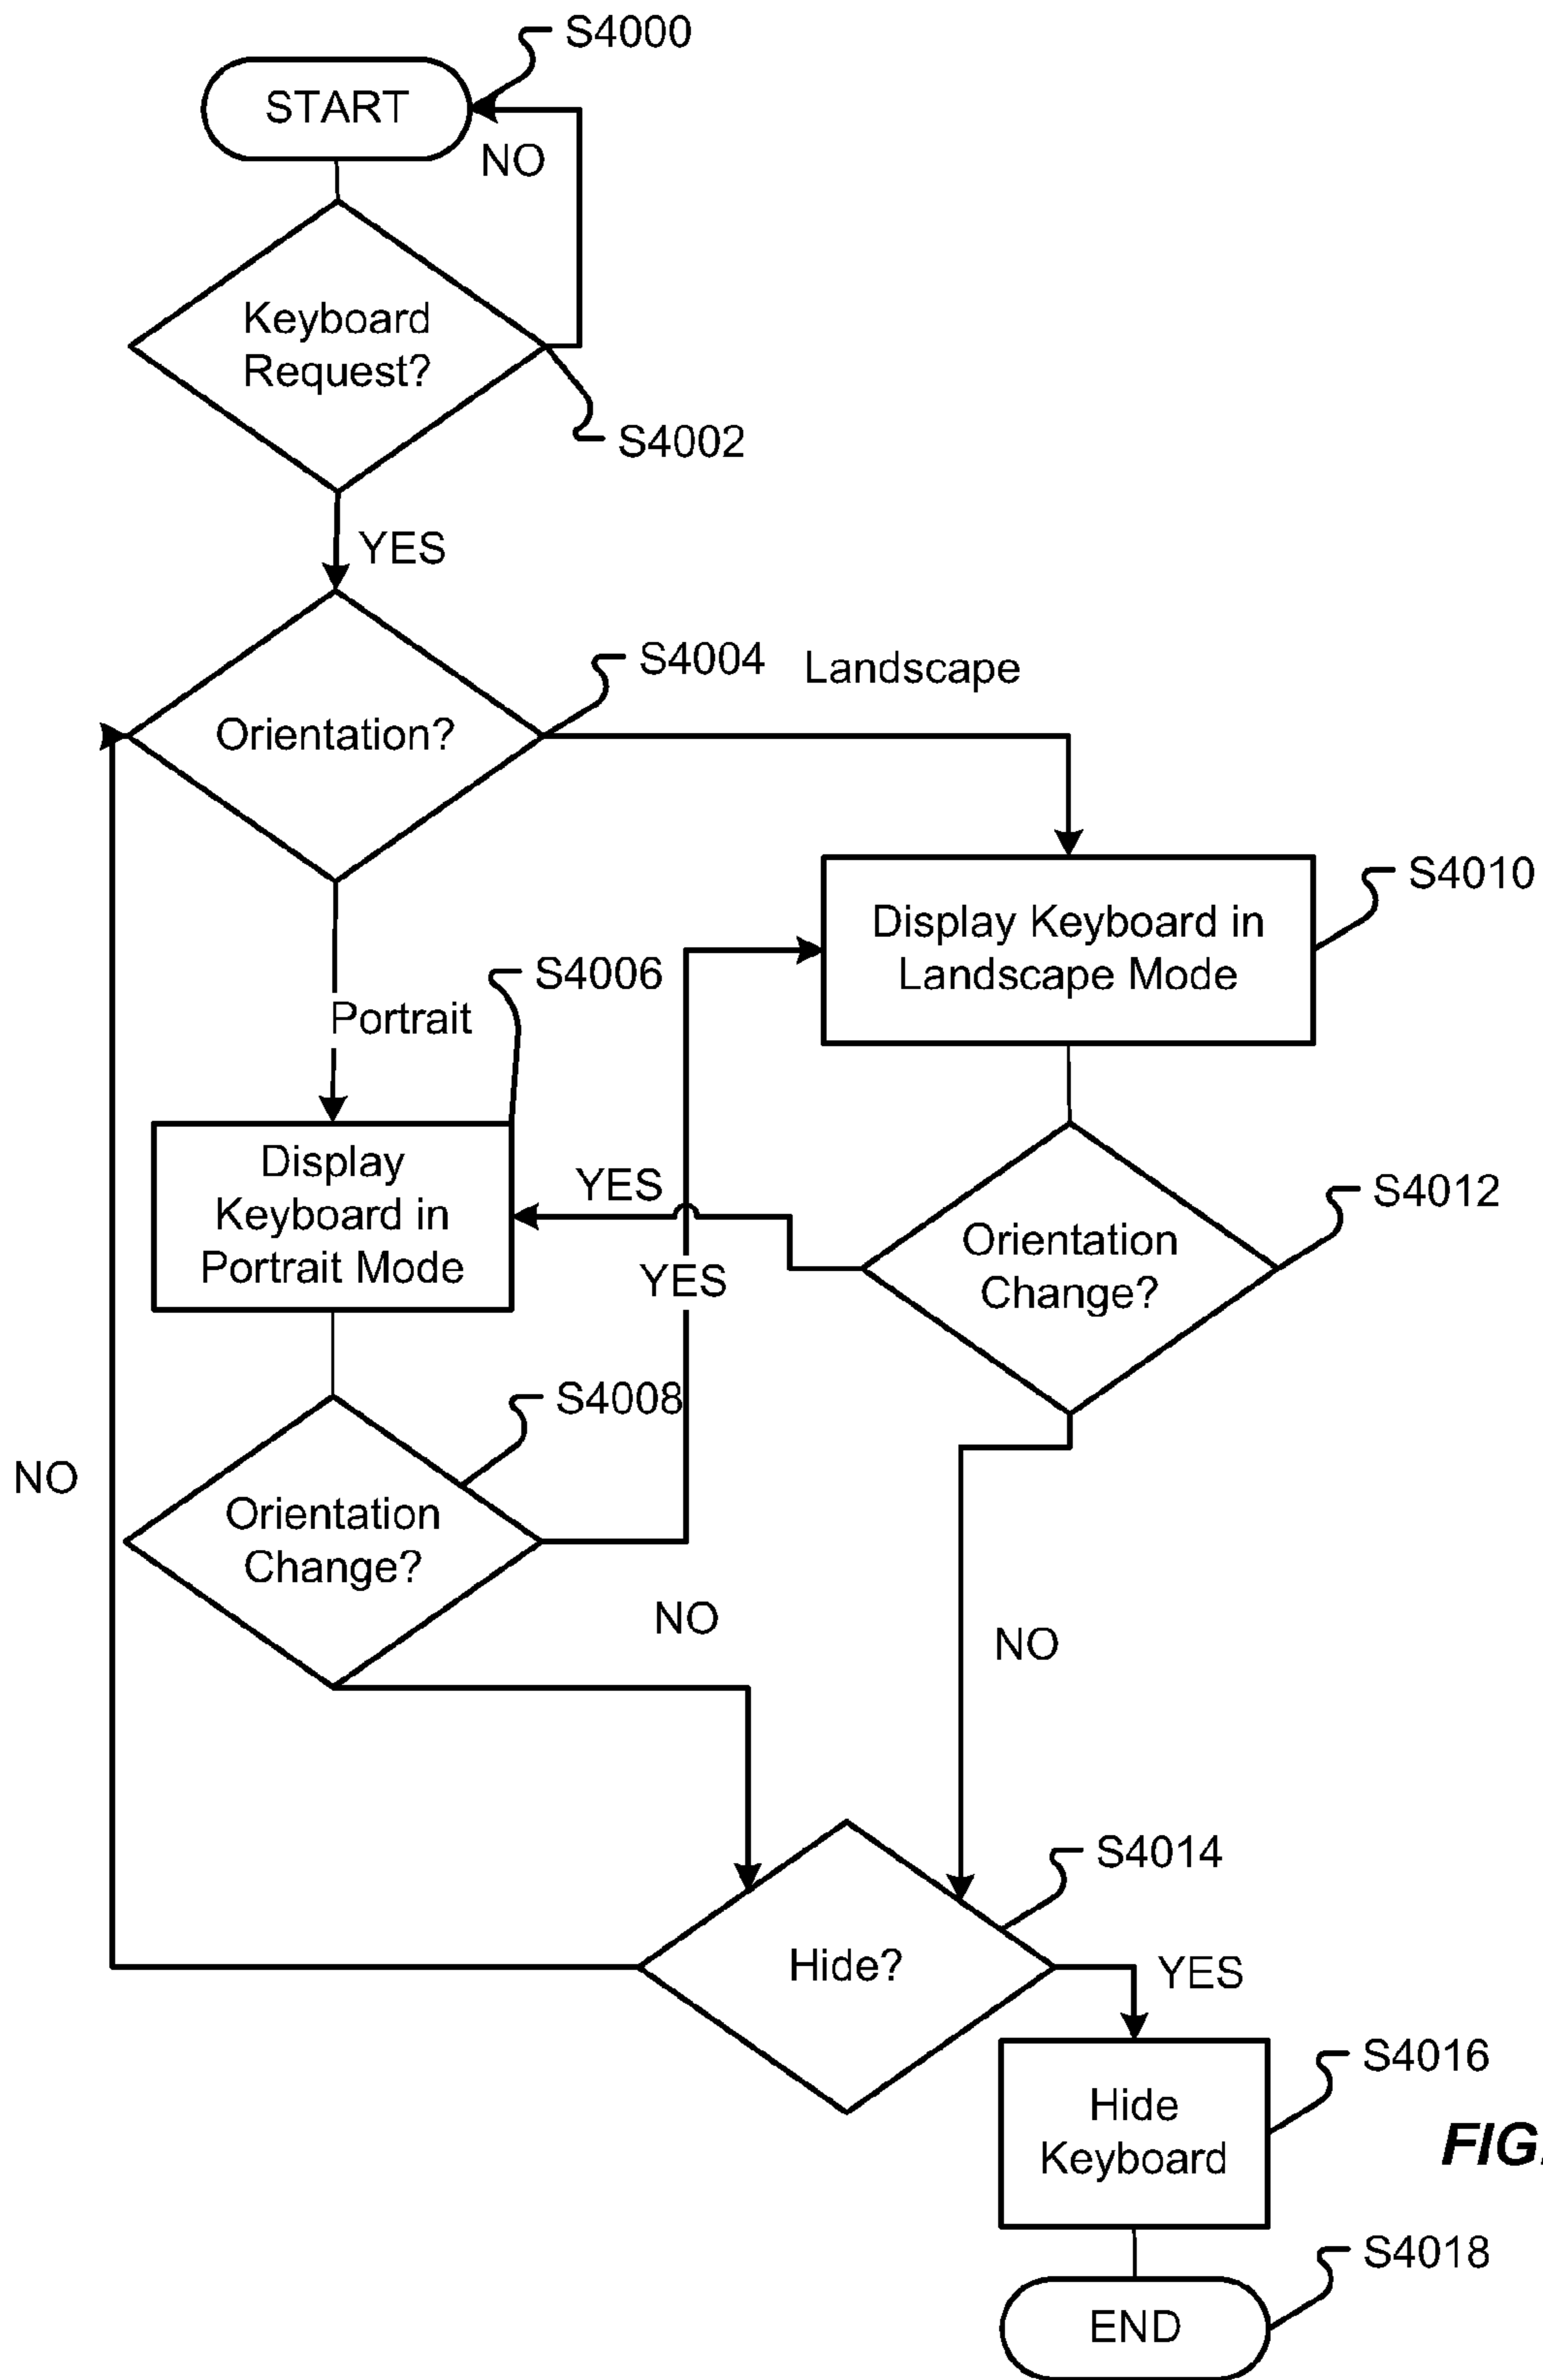 S4000
START
NO
Keyboard
Request?
S4002
YES
S4004
Landscape
Orientation?
S4010
Display Keyboard in
Landscape Mode
S4006
Portrait
Display
Keyboard in
Portrait Mode
YES
S4012
Orientation
Change?
YES
S4008
NO
Orientation
Change?
NO
NO
S4014
Hide?
YES
S4016
Hide
Keyboard
FIG.
S4018
END